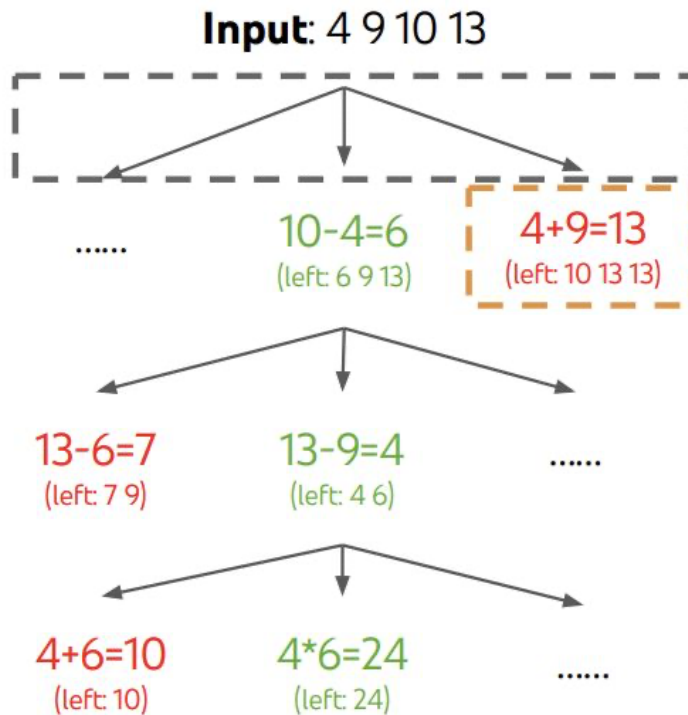 Input: 4 9 10 13
......
10-4=6
(left: 6 9 13)
4+9=13
(left: 10 13 13)
13-6=7
(left: 7 9)
13-9=4
(left: 4 6)
......
4+6=10
(left: 10)
4*6=24
(left: 24)
......